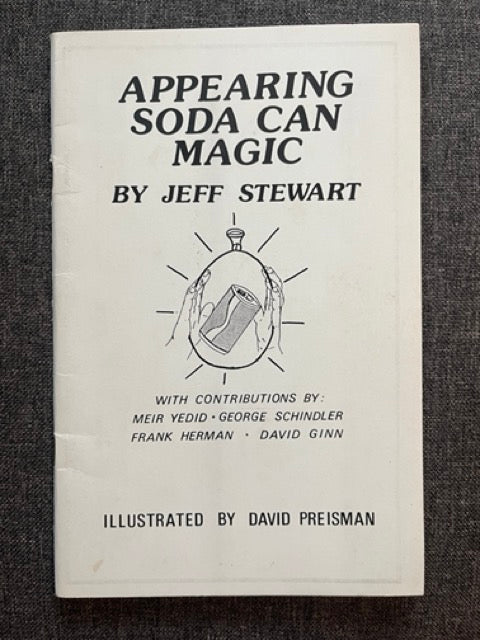 APPEARING
SODA CAN
MAGIC
BY JEFF STEWART
WITH CONTRIBUTIONS BY:
MEIR YEDID • GEORGE SCHINDLER
FRANK HERMAN • DAVID GINN
ILLUSTRATED BY DAVID PREISMAN